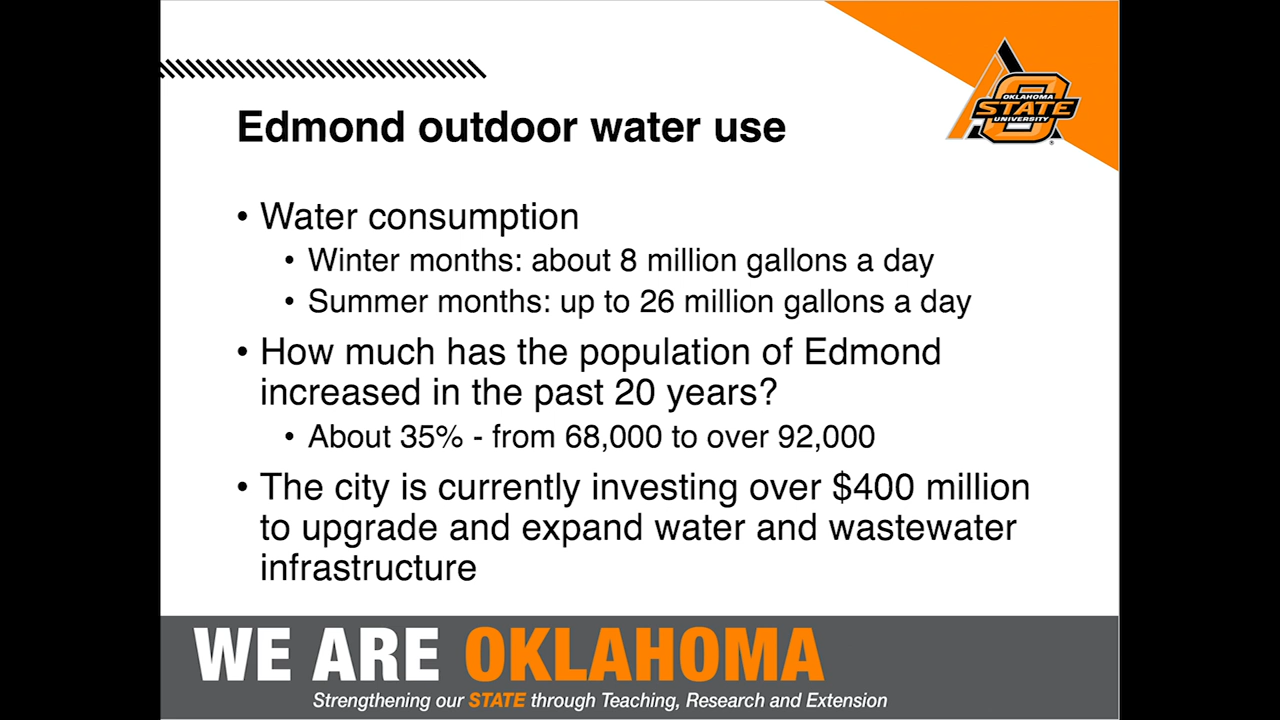 OKLAHOMA
STATE
UNIVERSITY
Edmond outdoor water use
• Water consumption
• Winter months: about 8 million gallons a day
• Summer months: up to 26 million gallons a day
• How much has the population of Edmond
increased in the past 20 years?
• About 35% - from 68,000 to over 92,000
• The city is currently investing over $400 million
to upgrade and expand water and wastewater
infrastructure
WE ARE OKLAHOMA
Strengthening our STATE through Teaching, Research and Extension